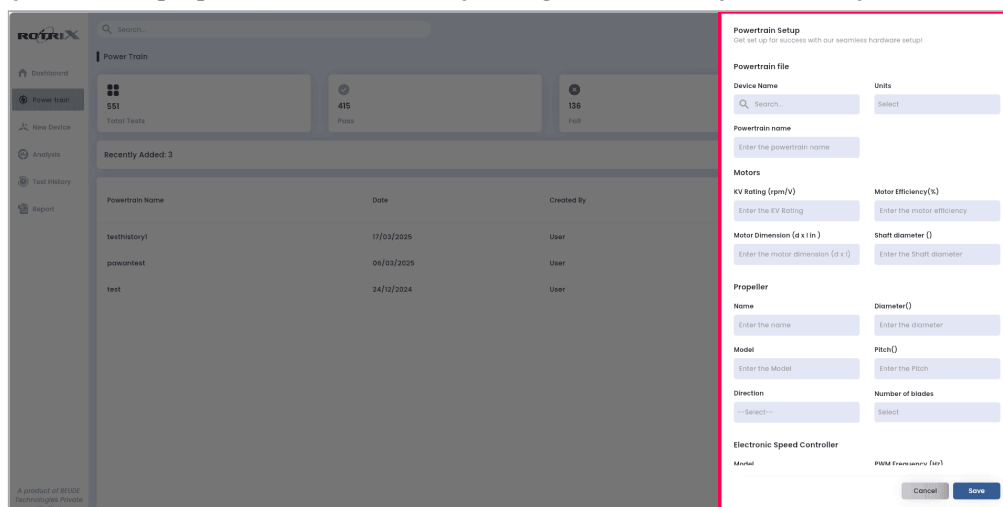 ROTRIX
Search...
Power Train
Dashboard
Power train
New Device
Analysis
Test History
Report
A product of BEUDE
Technologies Private
551
Total Tests
415
Pass
136
Fail
Recently Added: 3
Powertrain Name Date Created By
testhistory1 17/03/2025 User
pawantest 06/03/2025 User
test 24/12/2024 User
Powertrain Setup
Get set up for success with our seamless hardware setup!
Powertrain file
Device Name Units
Search... Select
Powertrain name
Enter the powertrain name
Motors
KV Rating (rpm/V) Motor Efficiency(%)
Enter the KV Rating Enter the motor efficiency
Motor Dimension (d x l in ) Shaft diameter ()
Enter the motor dimension (d x l) Enter the Shaft diameter
Propeller
Name Diameter()
Enter the name Enter the diameter
Model Pitch()
Enter the Model Enter the Pitch
Direction Number of blades
--Select-- Select
Electronic Speed Controller
Model PWM Frequency (Hz)
Cancel Save